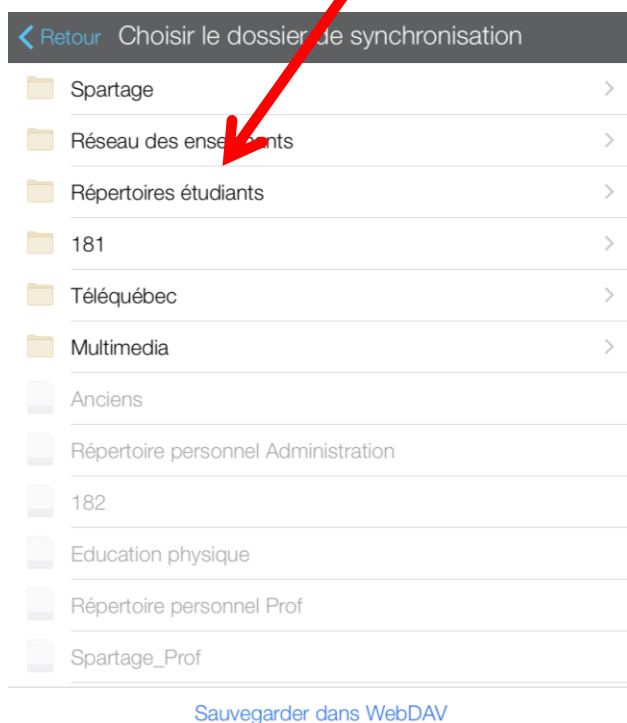 Retour Choisir le dossier de synchronisation
Spartage
Réseau des enseignants
Répertoires étudiants
181
Téléquébec
Multimedia
Anciens
Répertoire personnel Administration
182
Education physique
Répertoire personnel Prof
Spartage_Prof
Sauvegarder dans WebDAV